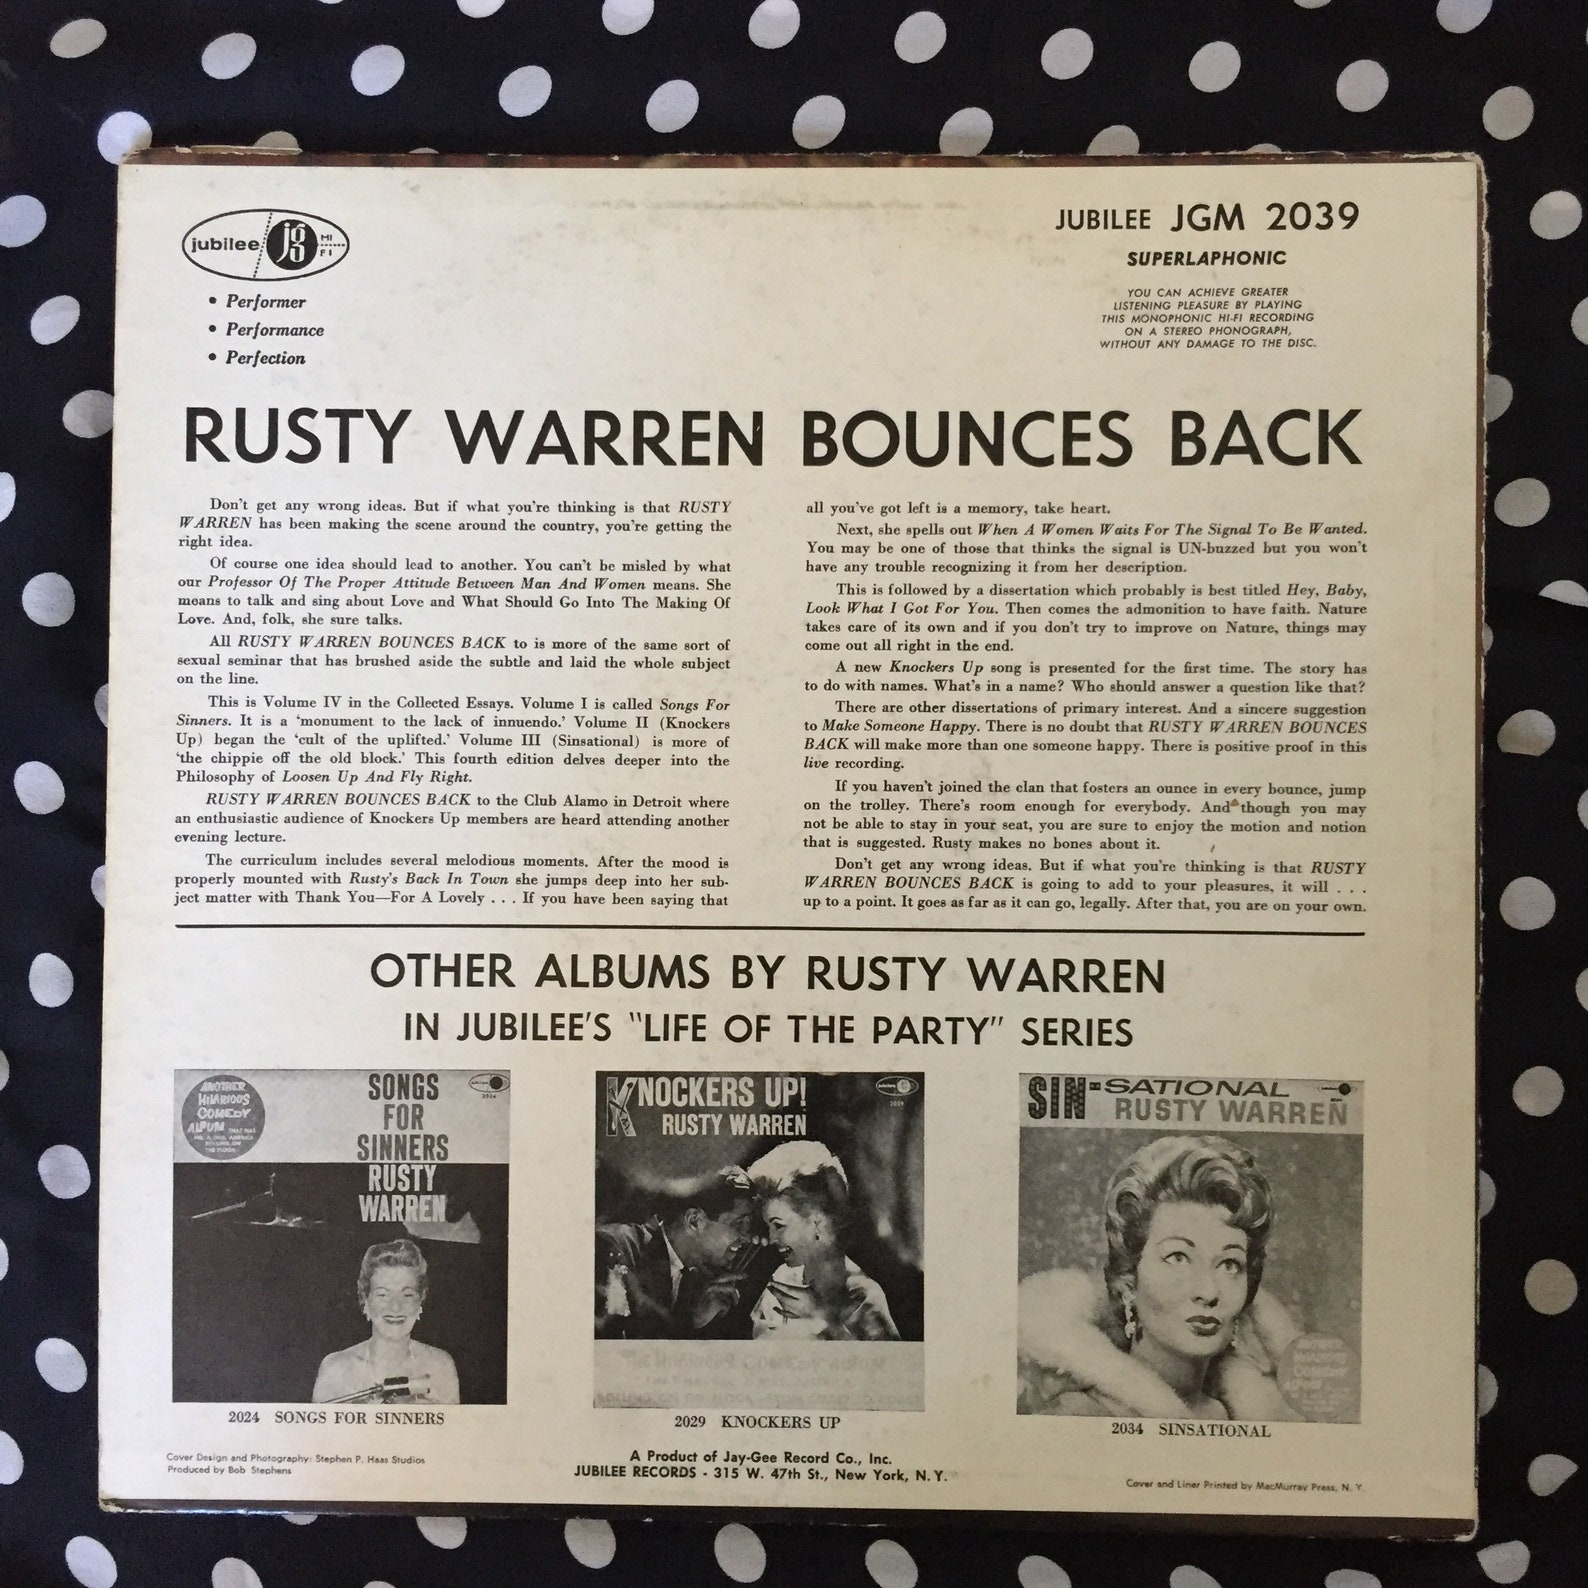 jubilee jg HI FI
• Performer
• Performance
• Perfection
JUBILEE JGM 2039
SUPERLAPHONIC
YOU CAN ACHIEVE GREATER
LISTENING PLEASURE BY PLAYING
THIS MONOPHONIC HI-FI RECORDING
ON A STEREO PHONOGRAPH,
WITHOUT ANY DAMAGE TO THE DISC.
RUSTY WARREN BOUNCES BACK
Don't get any wrong ideas. But if what you're thinking is that RUSTY
WARREN has been making the scene around the country, you're getting the
right idea.
Of course one idea should lead to another. You can't be misled by what
our Professor Of The Proper Attitude Between Man And Women means. She
means to talk and sing about Love and What Should Go Into The Making Of
Love. And, folk, she sure talks.
All RUSTY WARREN BOUNCES BACK to is more of the same sort of
sexual seminar that has brushed aside the subtle and laid the whole subject
on the line.
This is Volume IV in the Collected Essays. Volume I is called Songs For
Sinners. It is a 'monument to the lack of innuendo.' Volume II (Knockers
Up) began the 'cult of the uplifted.' Volume III (Sinsational) is more of
'the chippie off the old block.' This fourth edition delves deeper into the
Philosophy of Loosen Up And Fly Right.
RUSTY WARREN BOUNCES BACK to the Club Alamo in Detroit where
an enthusiastic audience of Knockers Up members are heard attending another
evening lecture.
The curriculum includes several melodious moments. After the mood is
properly mounted with Rusty's Back In Town she jumps deep into her sub-
ject matter with Thank You—For A Lovely . . . If you have been saying that
all you've got left is a memory, take heart.
Next, she spells out When A Women Waits For The Signal To Be Wanted.
You may be one of those that thinks the signal is UN-buzzed but you won't
have any trouble recognizing it from her description.
This is followed by a dissertation which probably is best titled Hey, Baby,
Look What I Got For You. Then comes the admonition to have faith. Nature
takes care of its own and if you don't try to improve on Nature, things may
come out all right in the end.
A new Knockers Up song is presented for the first time. The story has
to do with names. What's in a name? Who should answer a question like that?
There are other dissertations of primary interest. And a sincere suggestion
to Make Someone Happy. There is no doubt that RUSTY WARREN BOUNCES
BACK will make more than one someone happy. There is positive proof in this
live recording.
If you haven't joined the clan that fosters an ounce in every bounce, jump
on the trolley. There's room enough for everybody. And though you may
not be able to stay in your seat, you are sure to enjoy the motion and notion
that is suggested. Rusty makes no bones about it.
Don't get any wrong ideas. But if what you're thinking is that RUSTY
WARREN BOUNCES BACK is going to add to your pleasures, it will . . .
up to a point. It goes as far as it can go, legally. After that, you are on your own.
OTHER ALBUMS BY RUSTY WARREN
IN JUBILEE'S "LIFE OF THE PARTY" SERIES
ANOTHER
HILARIOUS
COMEDY
ALBUM THAT HAS
SONGS
FOR
SINNERS
RUSTY
WARREN
2024 SONGS FOR SINNERS
KNOCKERS UP!
RUSTY WARREN
2029
2029 KNOCKERS UP
SIN-SATIONAL
RUSTY WARREN
2034 SINSATIONAL
Cover Design and Photography: Stephen P. Haas Studios
Produced by Bob Stephens
A Product of Jay-Gee Record Co., Inc.
JUBILEE RECORDS • 315 W. 47th St., New York, N. Y.
Cover and Liner Printed by MacMurray Press, N. Y.